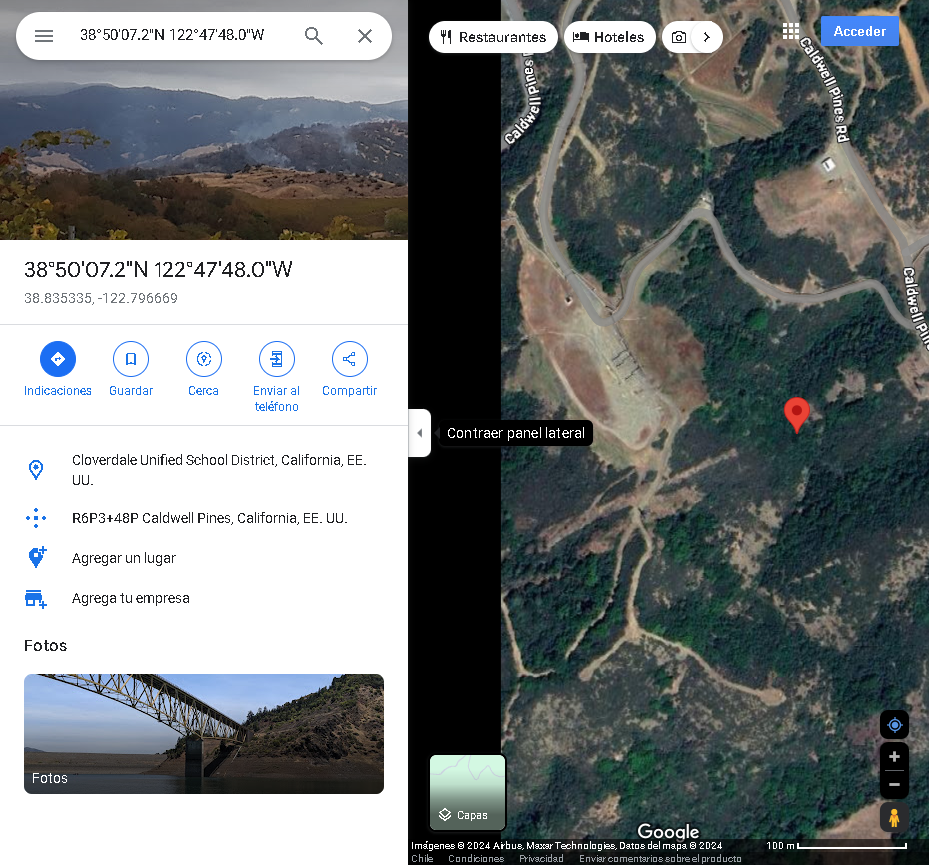 38°50'07.2"N 122°47'48.0"W
Restaurantes
Hoteles
Acceder
Caldwell Pines
Caldwell Pines Rd
38°50'07.2"N 122°47'48.0"W
38.835335, -122.796669
Caldwell Pine
Indicaciones
Guardar
Cerca
Enviar al
teléfono
Compartir
Contraer panel lateral
Cloverdale Unified School District, California, EE.
UU.
R6P3+48P Caldwell Pines, California, EE. UU.
Agregar un lugar
Agrega tu empresa
Fotos
Fotos
Capas
Google
Imágenes © 2024 Airbus, Maxar Technologies, Datos del mapa © 2024
100 m
Chile
Condiciones
Privacidad
Enviar comentarios sobre el producto